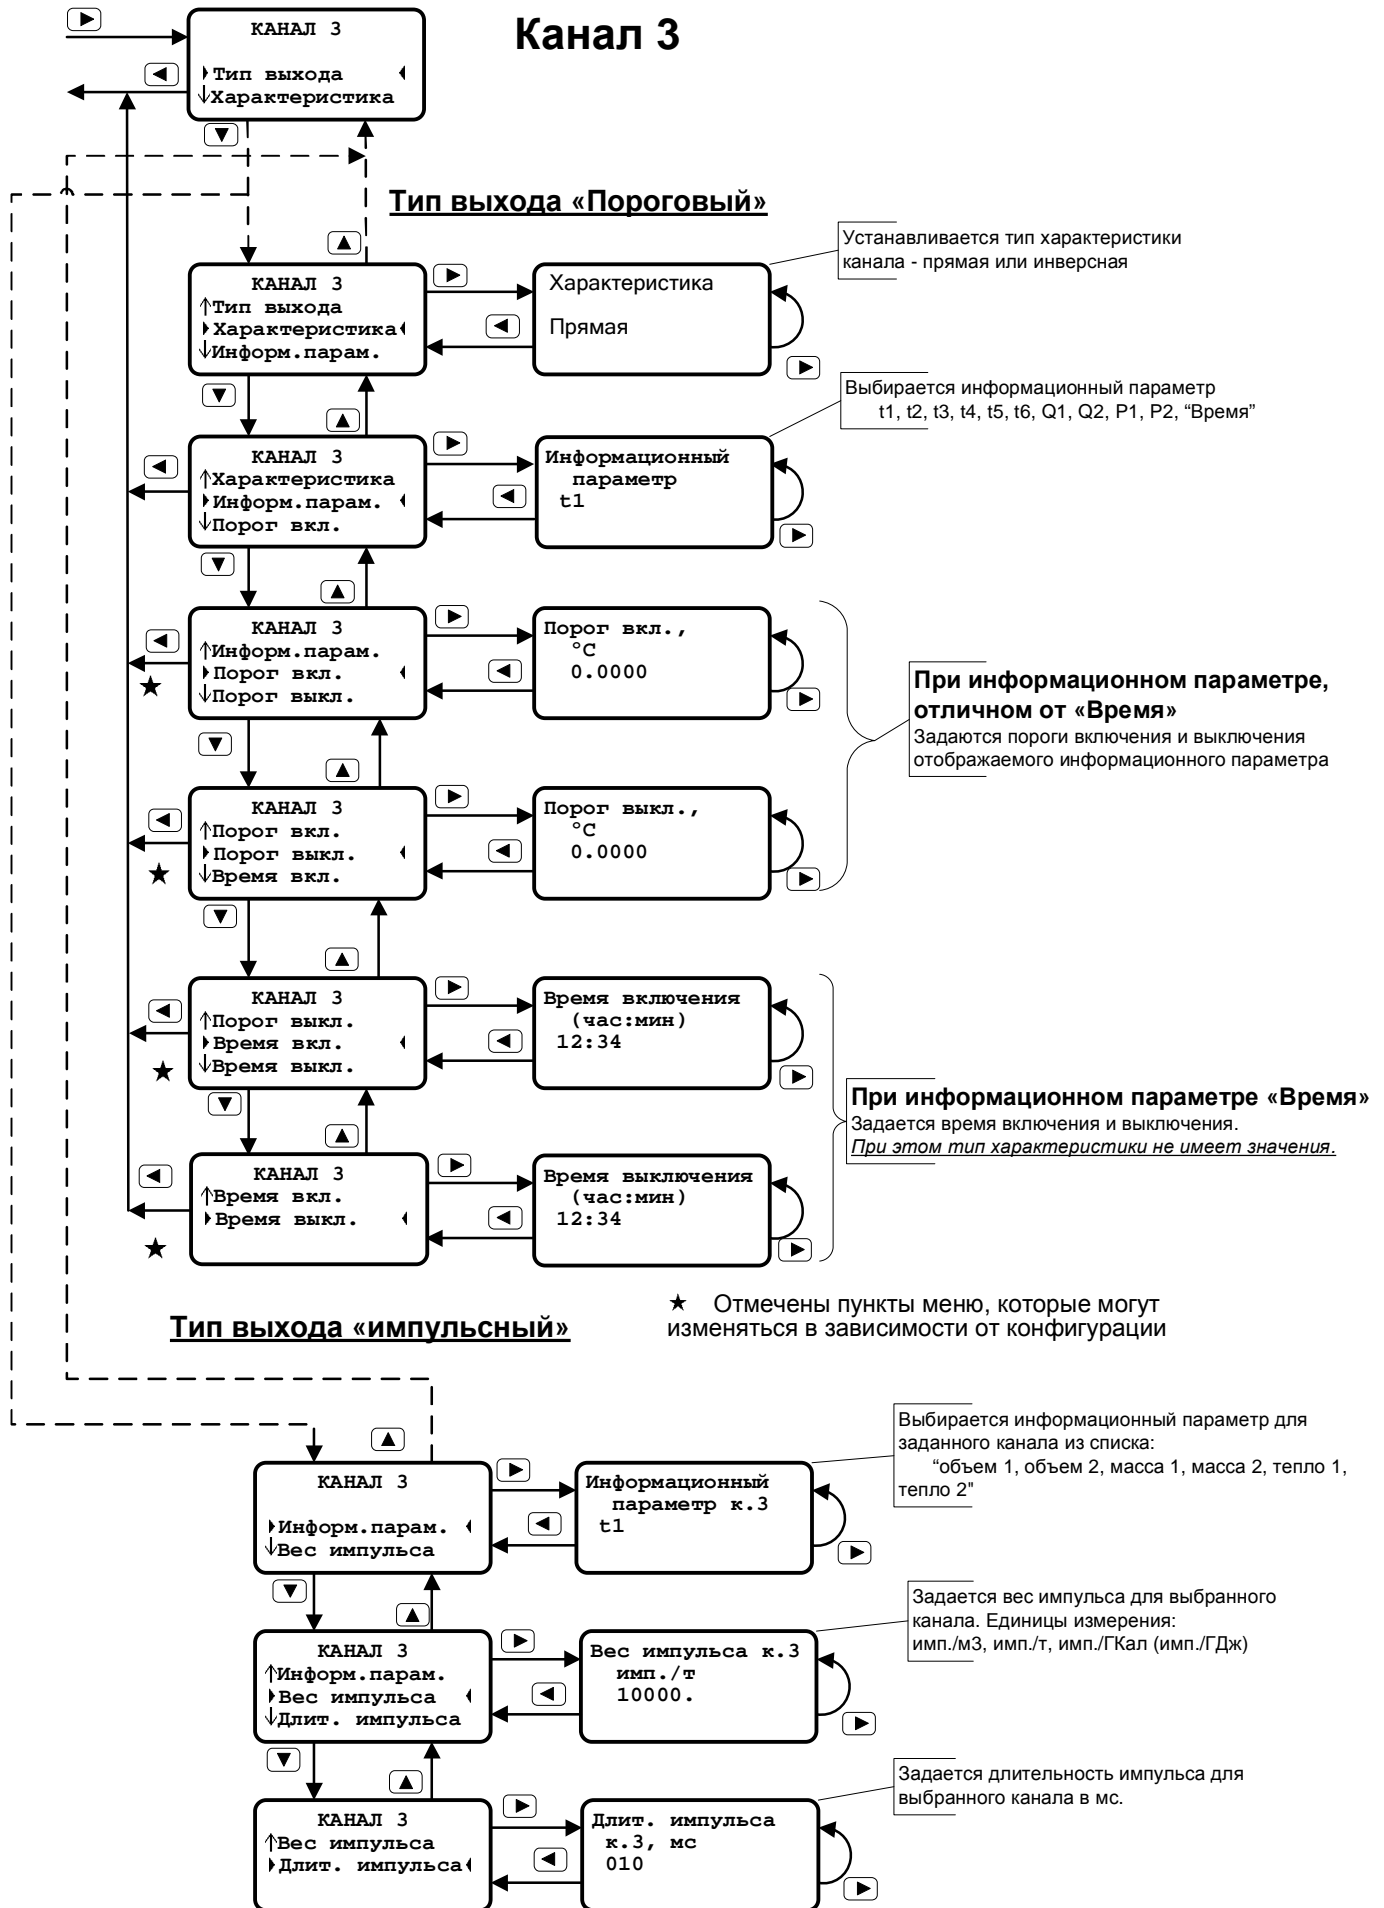 Канал 3
КАНАЛ 3
Тип выхода
Характеристика
Тип выхода «Пороговый»
КАНАЛ 3
Тип выхода
Характеристика
Информ.парам.
Характеристика
Прямая
Устанавливается тип характеристики
канала - прямая или инверсная
КАНАЛ 3
Характеристика
Информ.парам.
Порог вкл.
Информационный
параметр
t1
Выбирается информационный параметр
t1, t2, t3, t4, t5, t6, Q1, Q2, P1, P2, “Время”
КАНАЛ 3
Информ.парам.
Порог вкл.
Порог выкл.
Порог вкл.,
°С
0.0000
При информационном параметре,
отличном от «Время»
Задаются пороги включения и выключения
отображаемого информационного параметра
★
КАНАЛ 3
Порог вкл.
Порог выкл.
Время вкл.
Порог выкл.,
°С
0.0000
★
КАНАЛ 3
Порог выкл.
Время вкл.
Время выкл.
Время включения
(час:мин)
12:34
★
При информационном параметре «Время»
Задается время включения и выключения.
При этом тип характеристики не имеет значения.
КАНАЛ 3
Время вкл.
Время выкл.
Время выключения
(час:мин)
12:34
★
★ Отмечены пункты меню, которые могут
изменяться в зависимости от конфигурации
Тип выхода «импульсный»
КАНАЛ 3
Информ.парам.
Вес импульса
Информационный
параметр к.3
t1
Выбирается информационный параметр для
заданного канала из списка:
“объем 1, объем 2, масса 1, масса 2, тепло 1,
тепло 2"
КАНАЛ 3
Информ.парам.
Вес импульса
Длит. импульса
Вес импульса к.3
имп./т
10000.
Задается вес импульса для выбранного
канала. Единицы измерения:
имп./м3, имп./т, имп./ГКал (имп./ГДж)
КАНАЛ 3
Вес импульса
Длит. импульса
Длит. импульса
к.3, мс
010
Задается длительность импульса для
выбранного канала в мс.